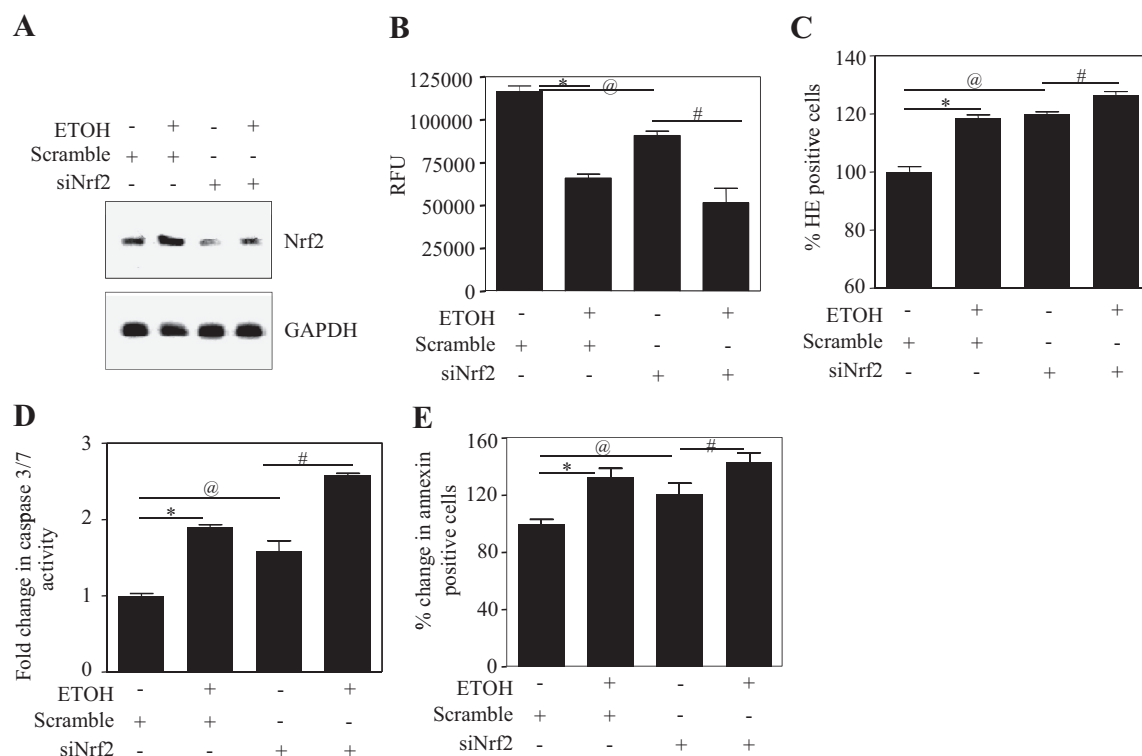 A
ETOH - + - +
Scramble + + - -
siNrf2 - - + +
Nrf2
GAPDH
B
RFU
125000
100000
75000
50000
25000
0
*
@
#
ETOH - + - +
Scramble + + - -
siNrf2 - - + +
C
% HE positive cells
140
120
100
80
60
@
#
*
ETOH - + - +
Scramble + + - -
siNrf2 - - + +
D
Fold change in caspase 3/7
activity
3
2
1
0
#
@
*
ETOH - + - +
Scramble + + - -
siNrf2 - - + +
E
% change in annexin
positive cells
160
120
80
40
0
@
#
*
ETOH - + - +
Scramble + + - -
siNrf2 - - + +